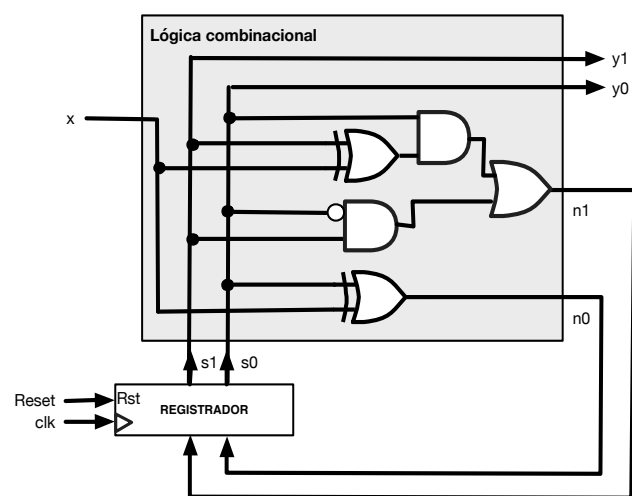 Lógica combinacional
y1
y0
x
n1
n0
s1
s0
Reset
Rst
REGISTRADOR
clk